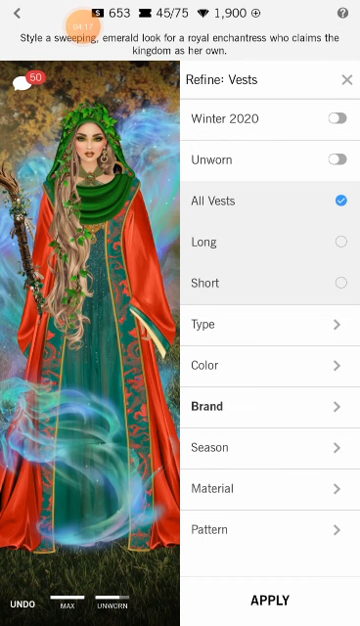 04:17
$ 653 45/75 1,900
?
Style a sweeping, emerald look for a royal enchantress who claims the
kingdom as her own.
50
Refine: Vests
Winter 2020
Unworn
All Vests
Long
Short
Type
Color
Brand
Season
Material
Pattern
UNDO
MAX
UNWORN
APPLY